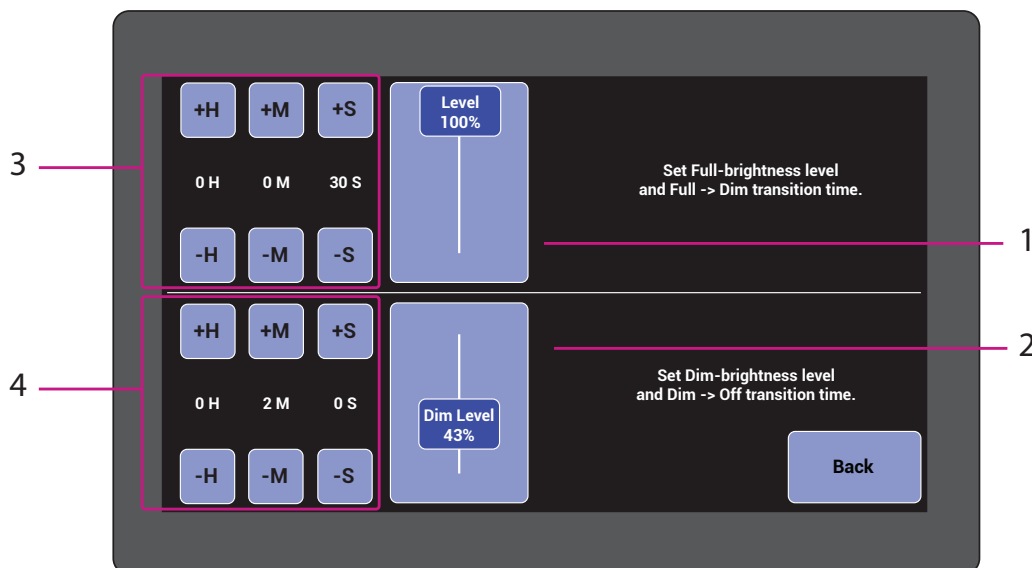 +H +M +S
0 H 0 M 30 S
-H -M -S
Level
100%
Set Full-brightness level
and Full -> Dim transition time.
3
1
+H +M +S
0 H 2 M 0 S
-H -M -S
Dim Level
43%
Set Dim-brightness level
and Dim -> Off transition time.
Back
2
4